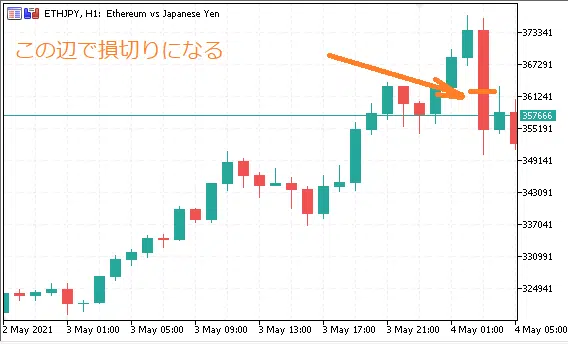 ETHJPY, H1: Ethereum vs Japanese Yen
この辺で損切りになる
373341
367291
361241
357666
355191
349141
343091
337041
330991
324941
2 May 2021
3 May 01:00
3 May 05:00
3 May 09:00
3 May 13:00
3 May 17:00
3 May 21:00
4 May 01:00
4 May 05:00